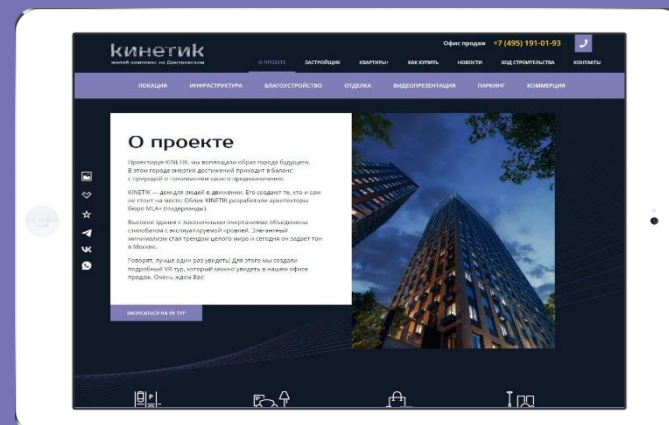 Офис продаж +7 (495) 191-01-93
кинетик
жилой комплекс на Дмитровском
О ПРОЕКТЕ ЗАСТРОЙЩИК КВАРТИРЫ+ КАК КУПИТЬ НОВОСТИ ХОД СТРОИТЕЛЬСТВА КОНТАКТЫ
ЛОКАЦИЯ ИНФРАСТРУКТУРА БЛАГОУСТРОЙСТВО ОТДЕЛКА ВИДЕОПРЕЗЕНТАЦИЯ ПАРКИНГ КОММЕРЦИЯ
О проекте
Проектируя KINETIK, мы воплощали образ города будущего.
В этом городе энергия достижений приходит в баланс
с природой и пониманием своего предназначения.
KINETIK — дом для людей в движении. Его создают те, кто и сам
не стоит на месте. Облик KINETIK разработали архитекторы
бюро MLA+ (Нидерланды).
Высокие здания с лаконичными очертаниями объединены
стилобатом с эксплуатируемой кровлей. Элегантный
минимализм стал трендом целого мира и сегодня он задает тон
в Москве.
Говорят, лучше один раз увидеть! Для этого мы создали
подробный VR тур, который можно увидеть в нашем офисе
продаж. Очень ждем Вас!
ЗАПИСАТЬСЯ НА VR ТУР